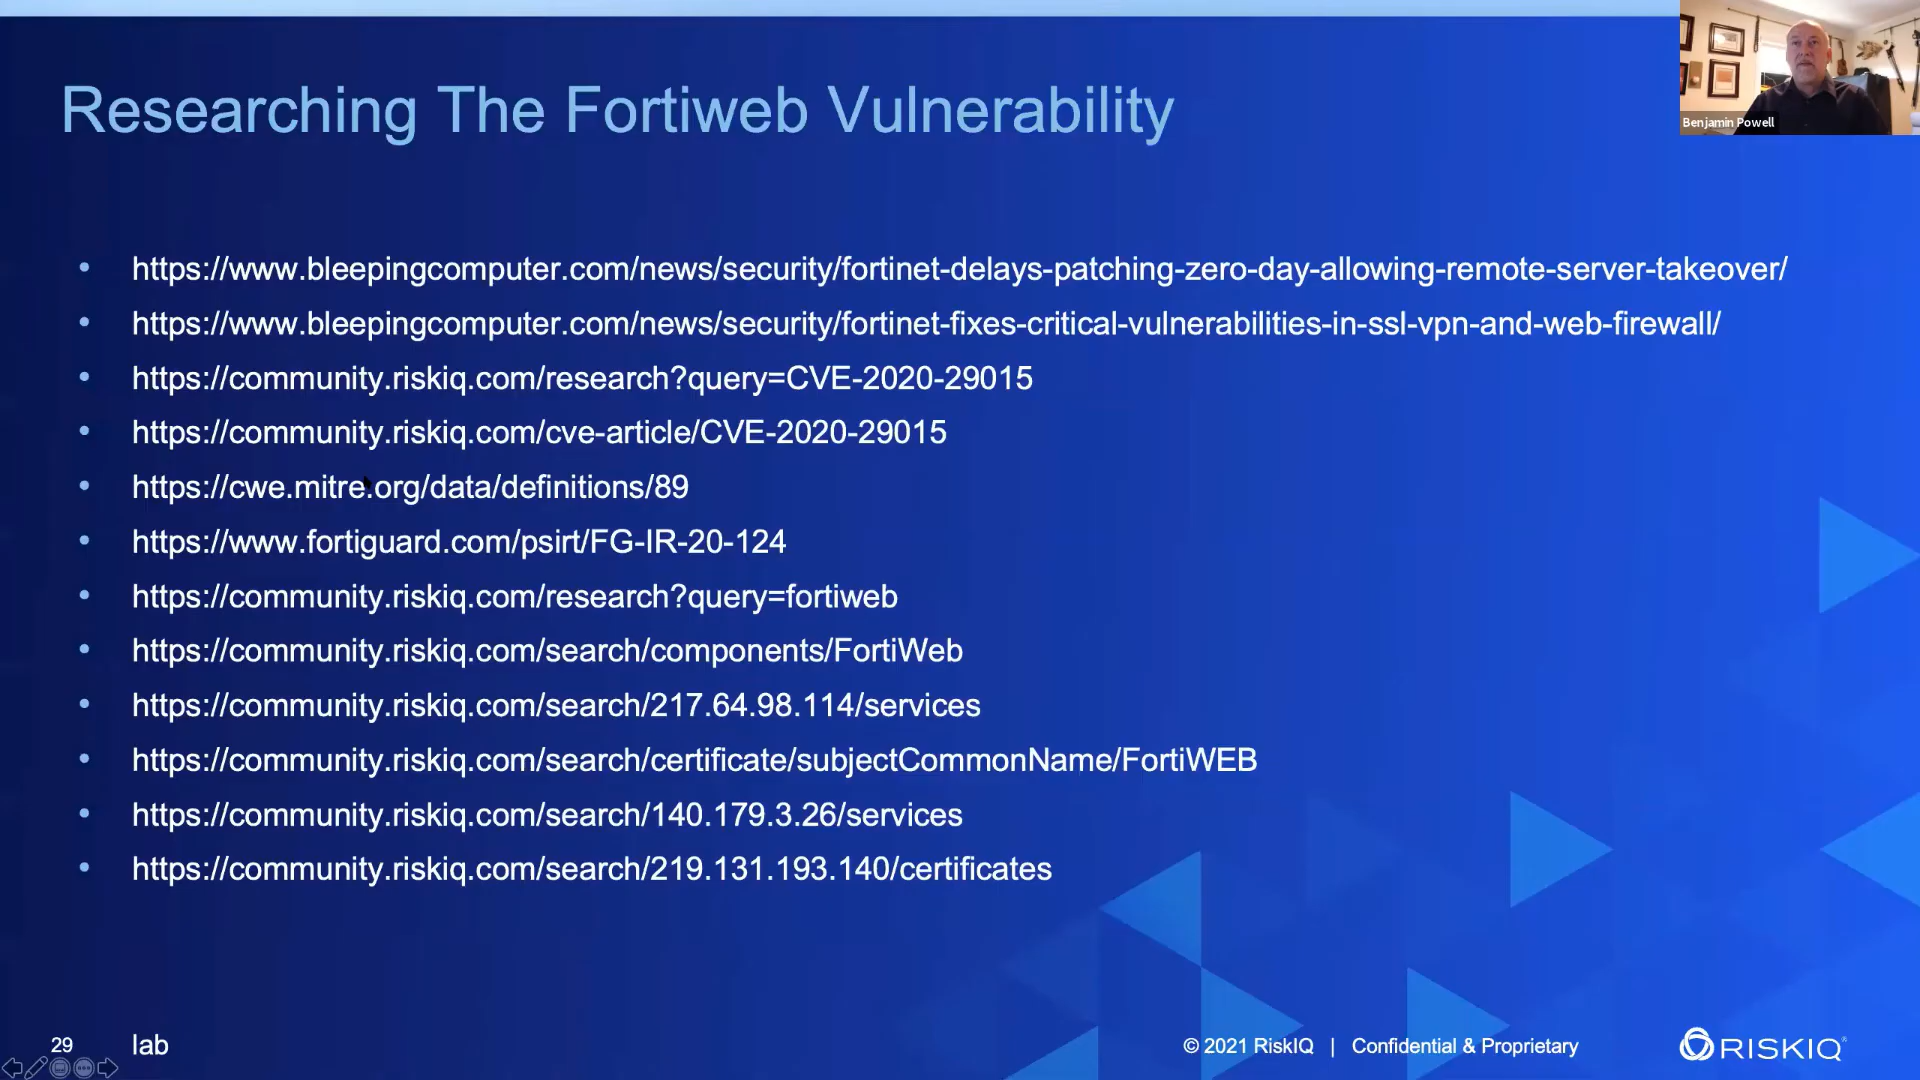 Researching The Fortiweb Vulnerability
Benjamin Powell
• https://www.bleepingcomputer.com/news/security/fortinet-delays-patching-zero-day-allowing-remote-server-takeover/
• https://www.bleepingcomputer.com/news/security/fortinet-fixes-critical-vulnerabilities-in-ssl-vpn-and-web-firewall/
• https://community.riskiq.com/research?query=CVE-2020-29015
• https://community.riskiq.com/cve-article/CVE-2020-29015
• https://cwe.mitre.org/data/definitions/89
• https://www.fortiguard.com/psirt/FG-IR-20-124
• https://community.riskiq.com/research?query=fortiweb
• https://community.riskiq.com/search/components/FortiWeb
• https://community.riskiq.com/search/217.64.98.114/services
• https://community.riskiq.com/search/certificate/subjectCommonName/FortiWEB
• https://community.riskiq.com/search/140.179.3.26/services
• https://community.riskiq.com/search/219.131.193.140/certificates
29 lab © 2021 RiskIQ | Confidential & Proprietary RISKIQ